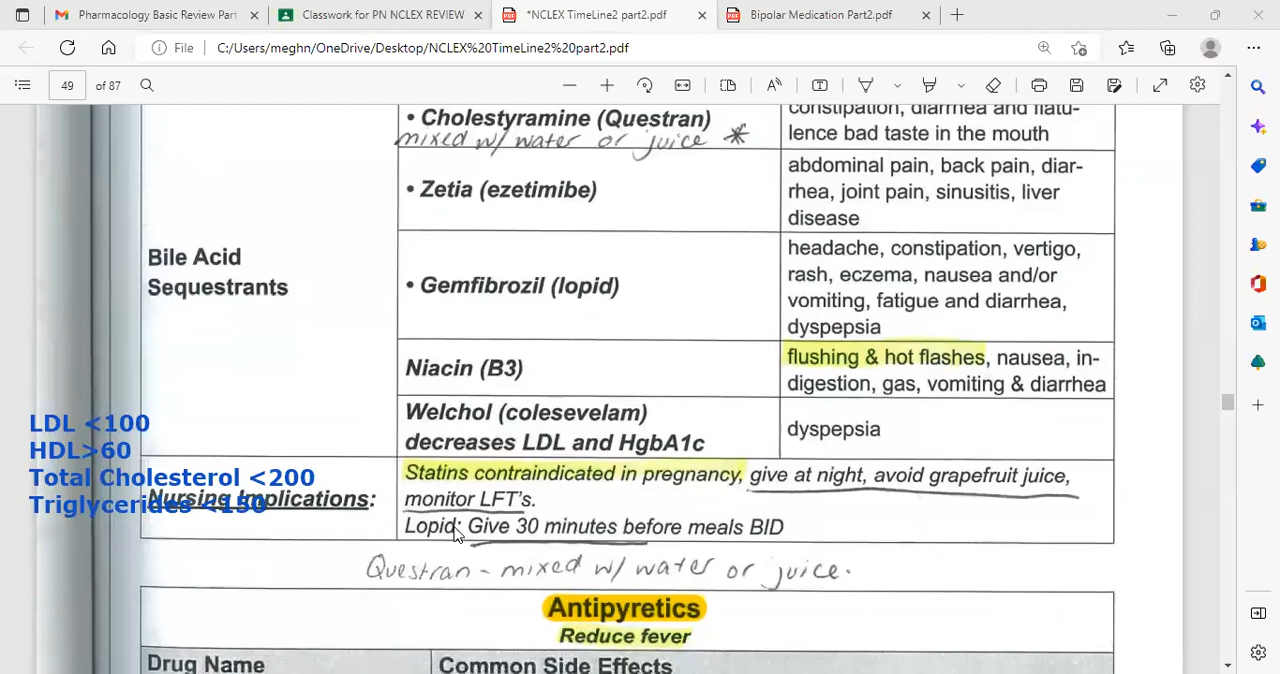 Pharmacology Basic Review Part
Classwork for PN NCLEX REVIEW
*NCLEX TimeLine2 part2.pdf
Bipolar Medication Part2.pdf
File
C:/Users/meghn/OneDrive/Desktop/NCLEX%20TimeLine2%20part2.pdf
49 of 87
• Cholestyramine (Questran)
mixed w/ water or juice *
constipation, diarrhea and flatu-
lence bad taste in the mouth
• Zetia (ezetimibe)
abdominal pain, back pain, diar-
rhea, joint pain, sinusitis, liver
disease
Bile Acid
Sequestrants
• Gemfibrozil (lopid)
headache, constipation, vertigo,
rash, eczema, nausea and/or
vomiting, fatigue and diarrhea,
dyspepsia
Niacin (B3)
flushing & hot flashes, nausea, in-
digestion, gas, vomiting & diarrhea
Welchol (colesevelam)
decreases LDL and HgbA1c
dyspepsia
LDL <100
HDL>60
Total Cholesterol <200
Triglycerides <150
Nursing Implications:
Statins contraindicated in pregnancy, give at night, avoid grapefruit juice,
monitor LFT's.
Lopid: Give 30 minutes before meals BID
Questran - mixed w/ water or juice.
Antipyretics
Reduce fever
Drug Name
Common Side Effects